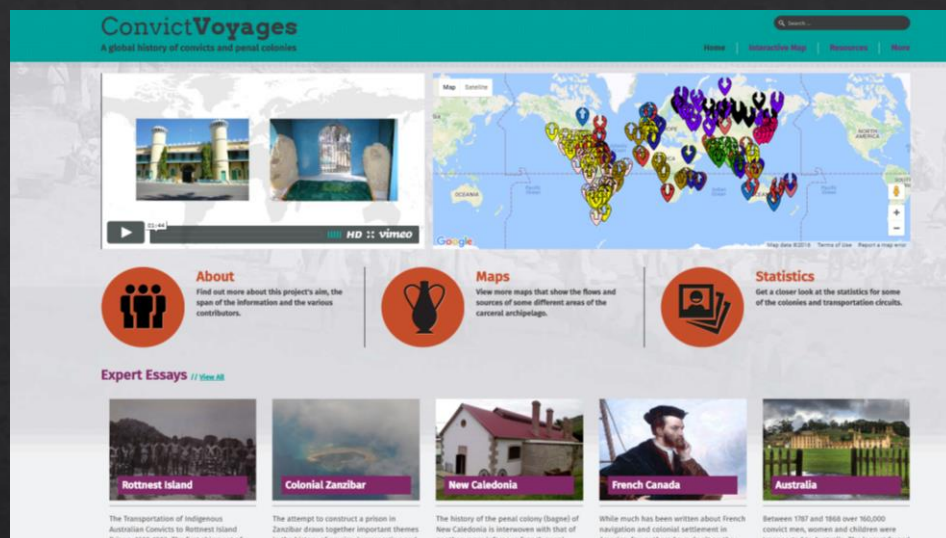 ConvictVoyages
A global history of convicts and penal colonies
Search ...
Home
Interactive Map
Resources
More
Map
Satellite
NORTH
AMERICA
OCEANIA
HD :: vimeo
Google
Map data ©2016
Terms of Use
Report a map error
About
Find out more about this project's aim, the
span of the information and the various
contributors.
Maps
View more maps that show the flows and
sources of some different areas of the
carceral archipelago.
Statistics
Get a closer look at the statistics for some
of the colonies and transportation circuits.
Expert Essays // View All
Rottnest Island
Colonial Zanzibar
New Caledonia
French Canada
Australia
The Transportation of Indigenous
Australian Convicts to Rottnest Island
The attempt to construct a prison in
Zanzibar draws together important themes
The history of the penal colony (bagne) of
New Caledonia is interwoven with that of
While much has been written about French
navigation and colonial settlement in
Between 1787 and 1868 over 160,000
convict men, women and children were